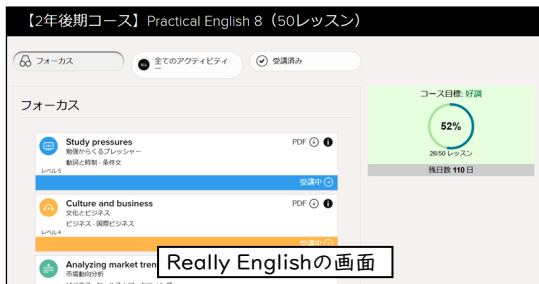 【2年後期コース】Practical English 8(50レッスン)
フォーカス
ALL 全てのアクティビティ
受講済み
フォーカス
Study pressures
勉強からくるプレッシャー
動詞と時制・条件文
レベル5
PDF
受講中
Culture and business
文化とビジネス
ビジネス・国際ビジネス
レベル4
PDF
受講中
Analyzing market tren
市場動向分析
コース目標: 好調
52%
26/50 レッスン
残日数 110 日
Really Englishの画面